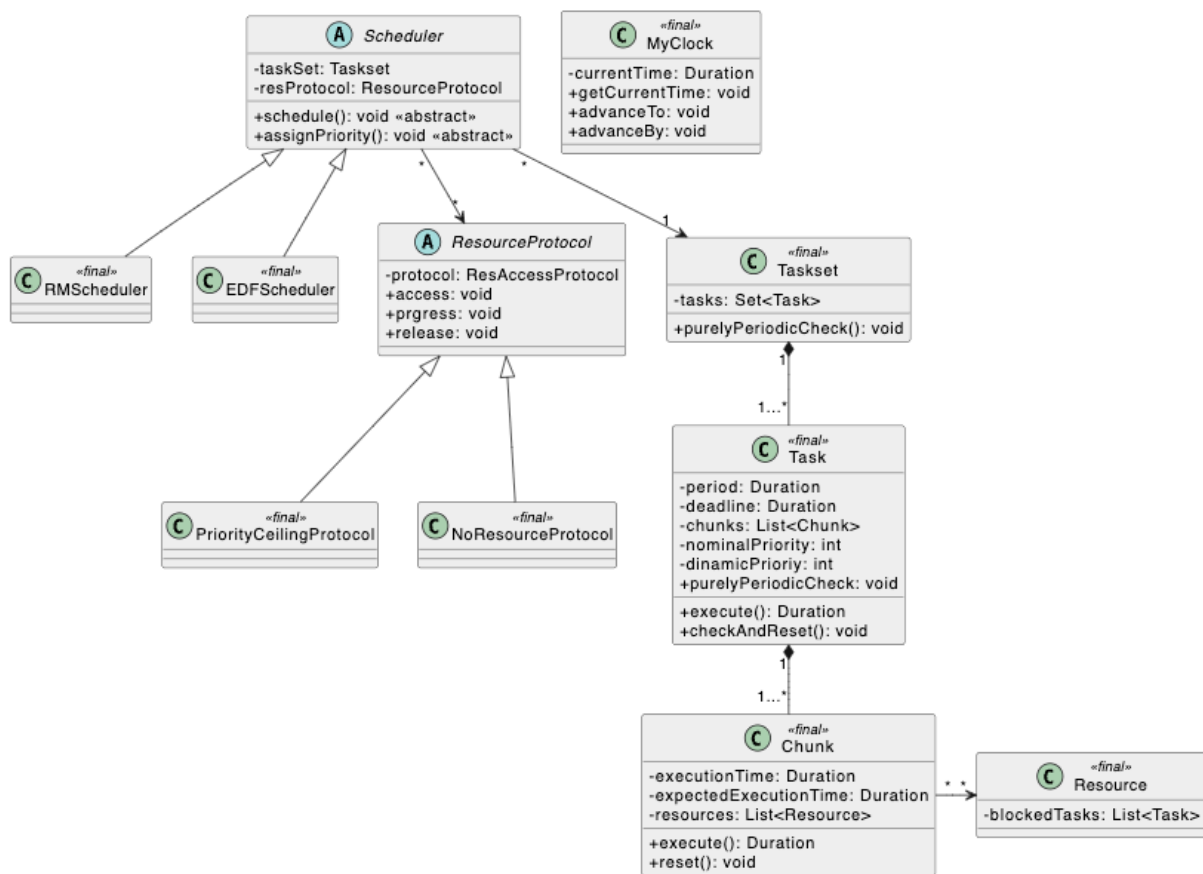 A Scheduler
-taskSet: Taskset
-resProtocol: ResourceProtocol
+schedule(): void «abstract»
+assignPriority(): void «abstract»
C «final»
MyClock
-currentTime: Duration
+getCurrentTime: void
+advanceTo: void
+advanceBy: void
*
*
*
1
C «final»
RMScheduler
C «final»
EDFScheduler
A ResourceProtocol
-protocol: ResAccessProtocol
+access: void
+prgress: void
+release: void
C «final»
Taskset
-tasks: Set<Task>
+purelyPeriodicCheck(): void
1
1...*
C «final»
PriorityCeilingProtocol
C «final»
NoResourceProtocol
C «final»
Task
-period: Duration
-deadline: Duration
-chunks: List<Chunk>
-nominalPriority: int
-dinamicPrioriy: int
+purelyPeriodicCheck: void
+execute(): Duration
+checkAndReset(): void
1
1...*
C «final»
Chunk
-executionTime: Duration
-expectedExecutionTime: Duration
-resources: List<Resource>
+execute(): Duration
+reset(): void
* *
C «final»
Resource
-blockedTasks: List<Task>